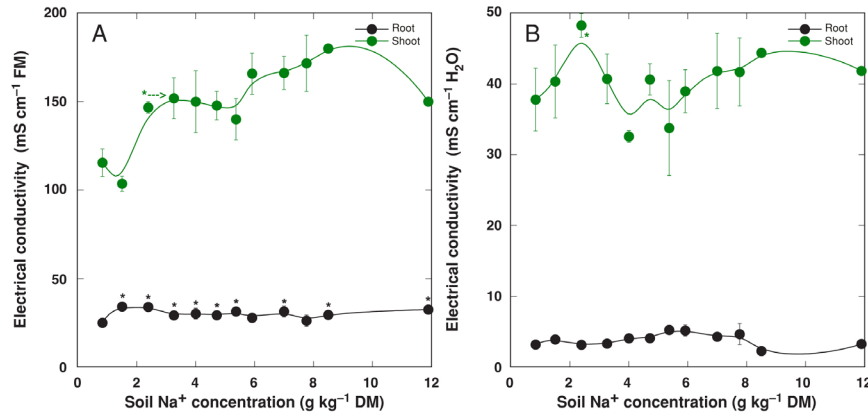 A
Root
Shoot
200
150
100
50
0
0
2
4
6
8
10
12
Electrical conductivity (mS cm⁻¹ FM)
Soil Na⁺ concentration (g kg⁻¹ DM)
*--->
* * * * * * * * *
B
Root
Shoot
50
40
30
20
10
0
0
2
4
6
8
10
12
Electrical conductivity (mS cm⁻¹ H₂O)
Soil Na⁺ concentration (g kg⁻¹ DM)
*